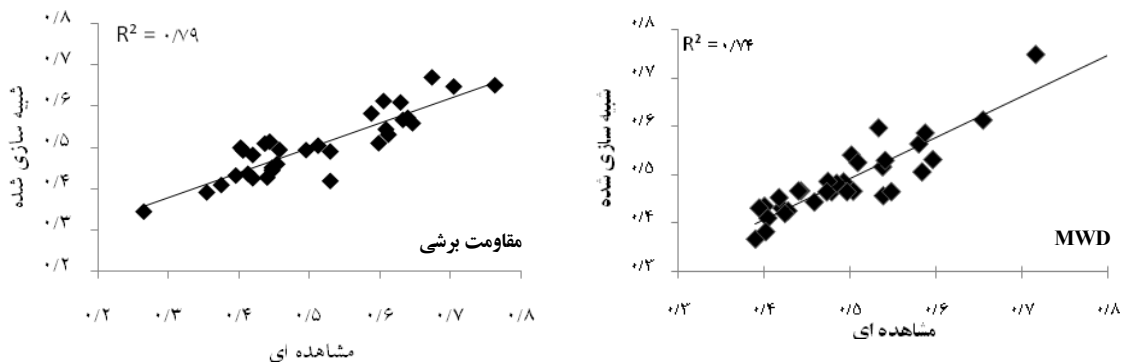 R² = ۰/۷۹
۰/۸
۰/۷
۰/۶
۰/۵
۰/۴
۰/۳
۰/۲
شبیه سازی شده
مقاومت برشی
۰/۲ ۰/۳ ۰/۴ ۰/۵ ۰/۶ ۰/۷ ۰/۸
مشاهده ای
R² = ۰/۷۴
۰/۸
۰/۷
۰/۶
۰/۵
۰/۴
۰/۳
شبیه سازی شده
MWD
۰/۳ ۰/۴ ۰/۵ ۰/۶ ۰/۷ ۰/۸
مشاهده ای